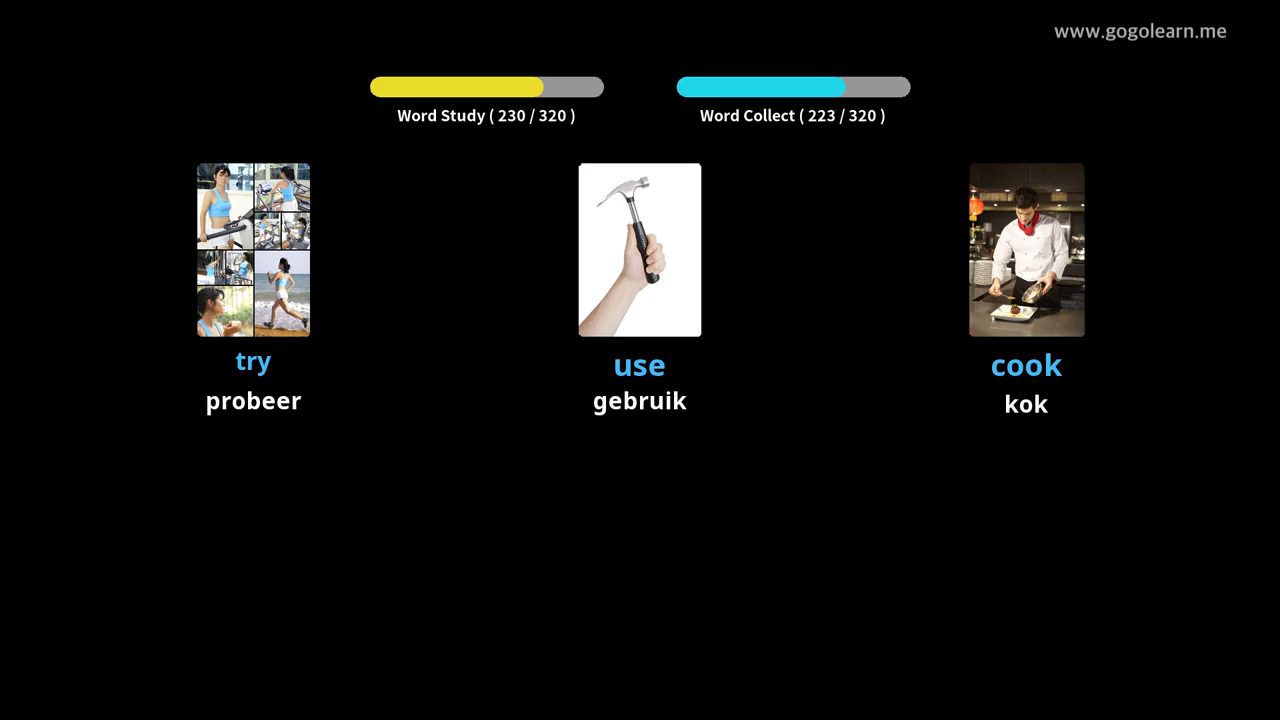 www.gogolearn.me
Word Study ( 230 / 320 )
Word Collect ( 223 / 320 )
try
probeer
use
gebruik
cook
kok